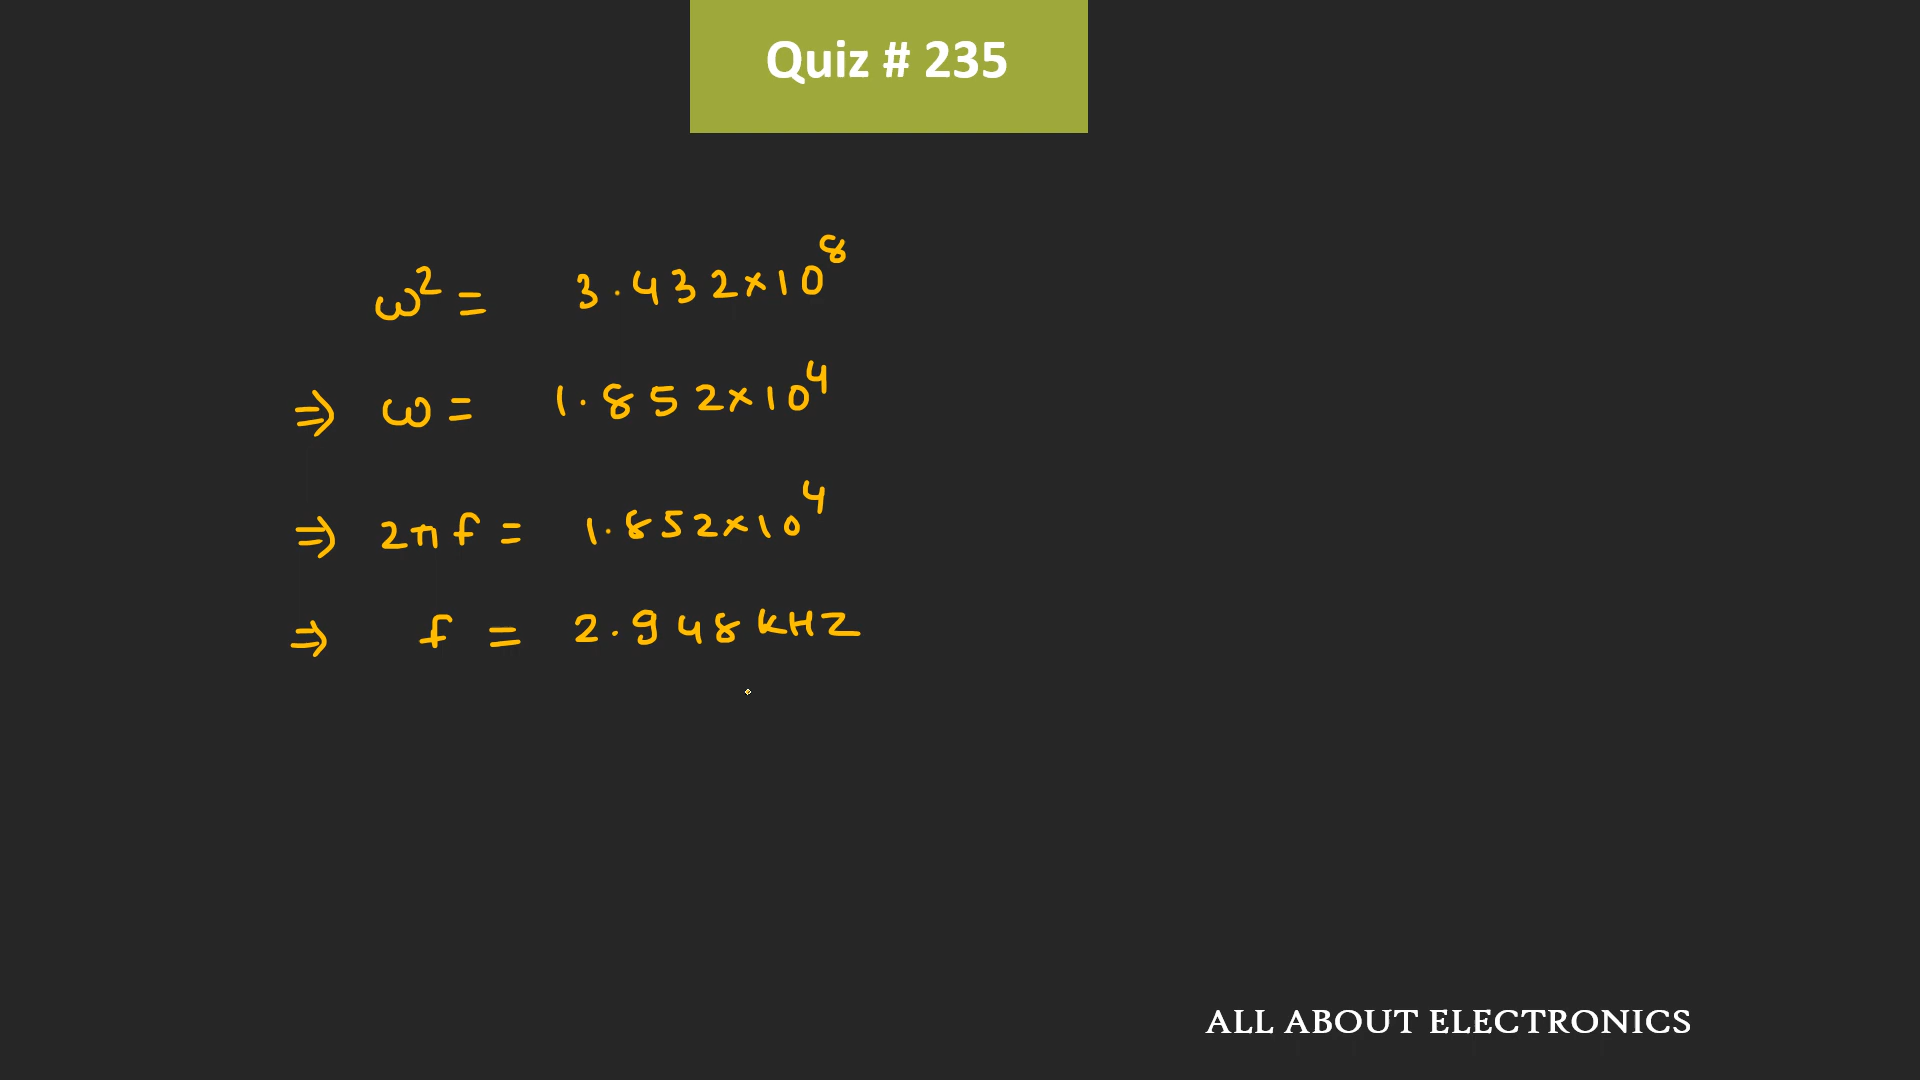 Quiz # 235
ω² = 3.432×10⁸
⇒ ω = 1.852×10⁴
⇒ 2πf = 1.852×10⁴
⇒ f = 2.948 kHz
ALL ABOUT ELECTRONICS